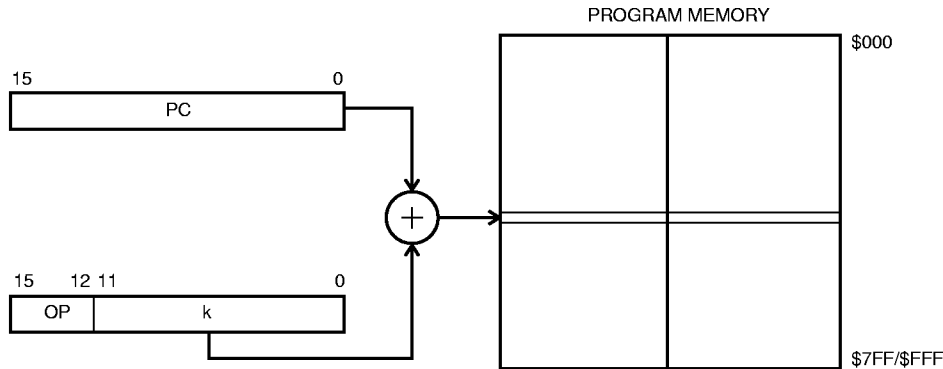 PROGRAM MEMORY
$000
15 0
PC
+
15 12 11 0
OP k
$7FF/$FFF